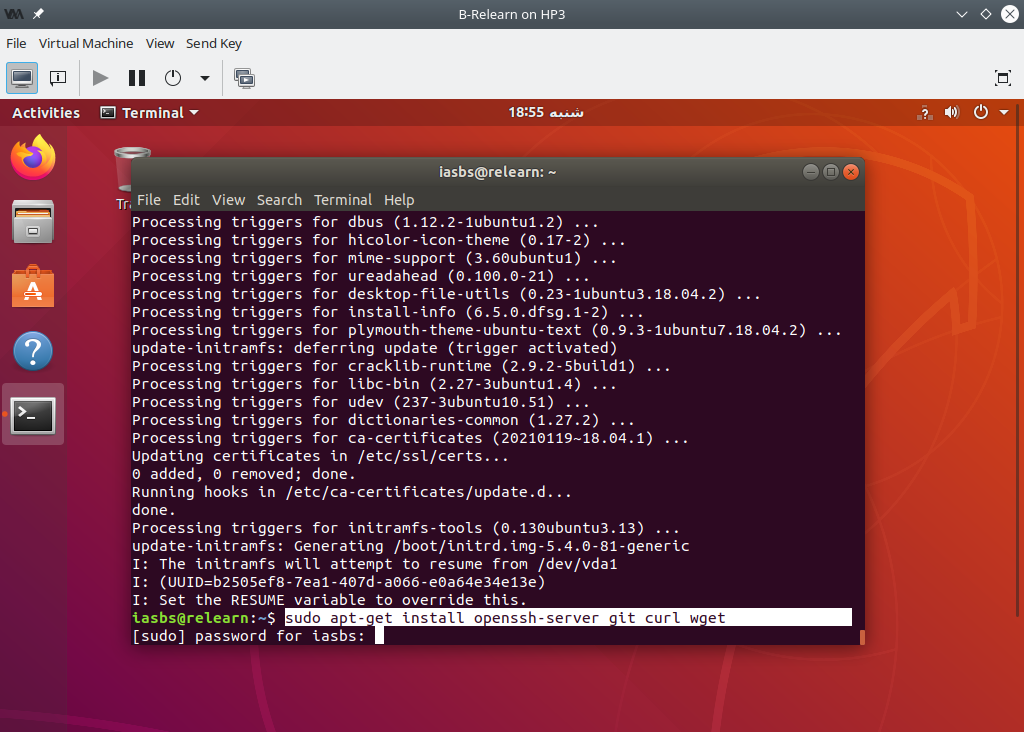 B-Relearn on HP3
File Virtual Machine View Send Key
Activities Terminal شنبه 18:55 ?
iasbs@relearn: ~
File Edit View Search Terminal Help
Processing triggers for dbus (1.12.2-1ubuntu1.2) ...
Processing triggers for hicolor-icon-theme (0.17-2) ...
Processing triggers for mime-support (3.60ubuntu1) ...
Processing triggers for ureadahead (0.100.0-21) ...
Processing triggers for desktop-file-utils (0.23-1ubuntu3.18.04.2) ...
Processing triggers for install-info (6.5.0.dfsg.1-2) ...
Processing triggers for plymouth-theme-ubuntu-text (0.9.3-1ubuntu7.18.04.2) ...
update-initramfs: deferring update (trigger activated)
Processing triggers for cracklib-runtime (2.9.2-5build1) ...
Processing triggers for libc-bin (2.27-3ubuntu1.4) ...
Processing triggers for udev (237-3ubuntu10.51) ...
Processing triggers for dictionaries-common (1.27.2) ...
Processing triggers for ca-certificates (20210119~18.04.1) ...
Updating certificates in /etc/ssl/certs...
0 added, 0 removed; done.
Running hooks in /etc/ca-certificates/update.d...
done.
Processing triggers for initramfs-tools (0.130ubuntu3.13) ...
update-initramfs: Generating /boot/initrd.img-5.4.0-81-generic
I: The initramfs will attempt to resume from /dev/vda1
I: (UUID=b2505ef8-7ea1-407d-a066-e0a64e34e13e)
I: Set the RESUME variable to override this.
iasbs@relearn:~$ sudo apt-get install openssh-server git curl wget
[sudo] password for iasbs: